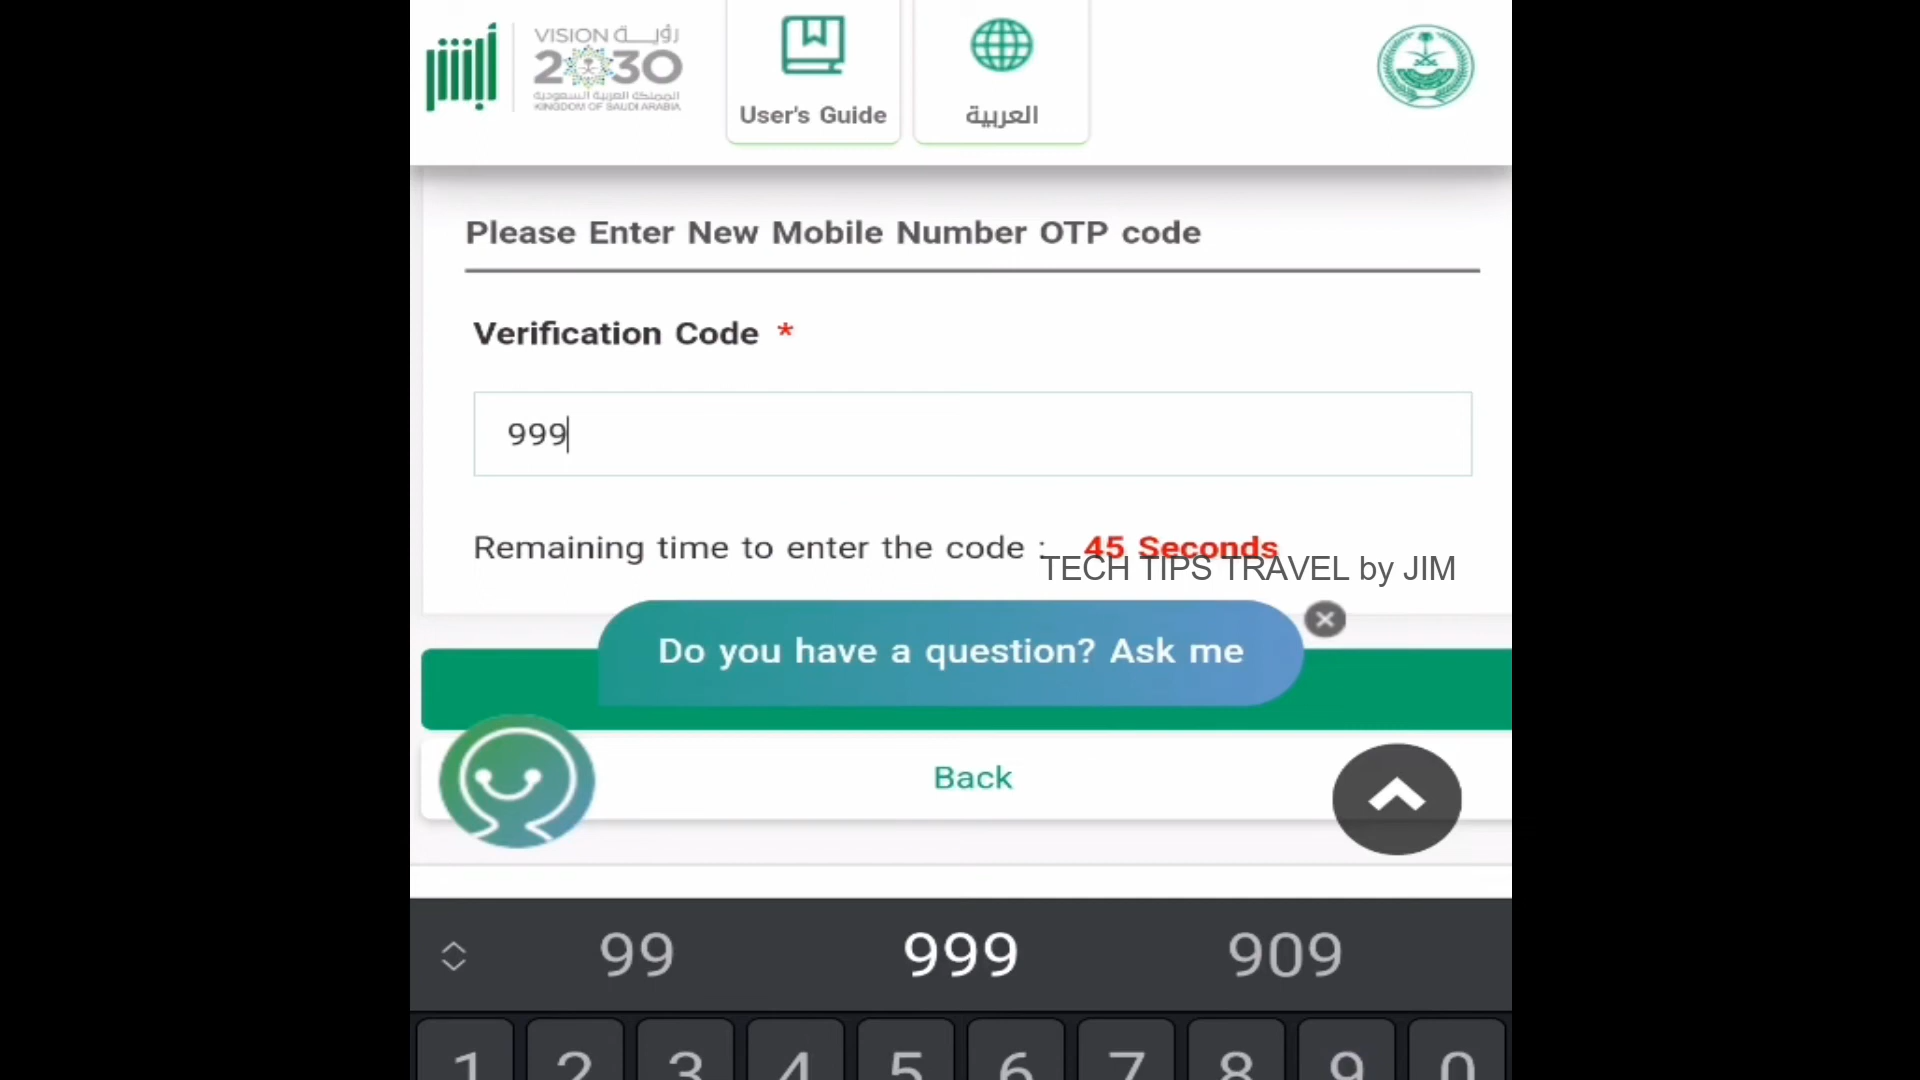 أبشر
VISION رؤيــة
2030
المملكة العربية السعودية
KINGDOM OF SAUDI ARABIA
User's Guide
العربية
Please Enter New Mobile Number OTP code
Verification Code *
999
Remaining time to enter the code : 45 Seconds
TECH TIPS TRAVEL by JIM
Do you have a question? Ask me
Back
99 999 909
1 2 3 4 5 6 7 8 9 0